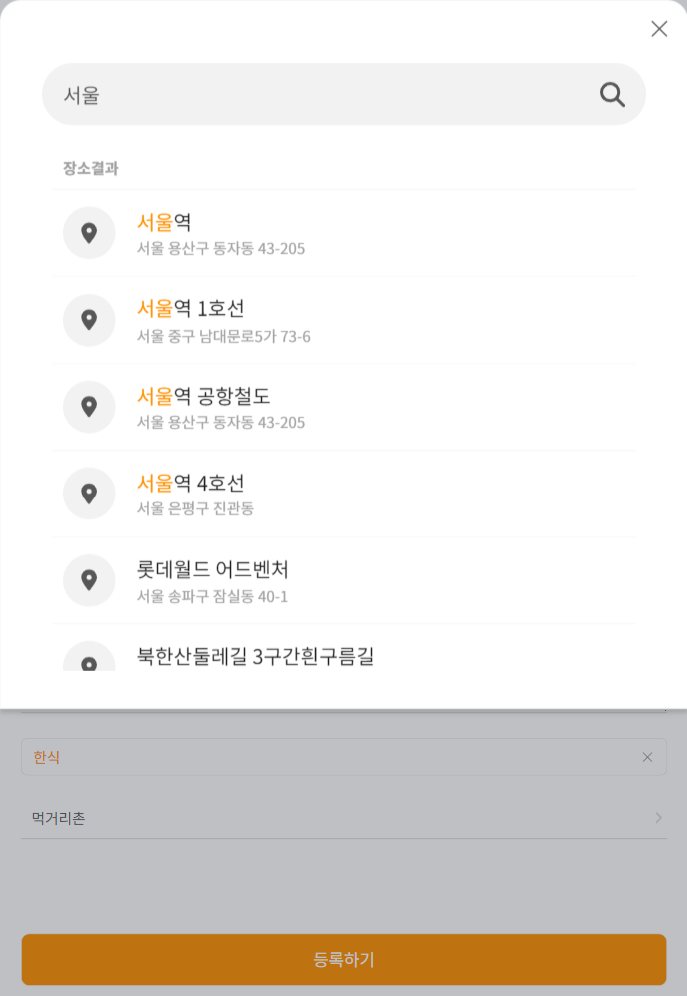 서울
장소결과
서울역
서울 용산구 동자동 43-205
서울역 1호선
서울 중구 남대문로5가 73-6
서울역 공항철도
서울 용산구 동자동 43-205
서울역 4호선
서울 은평구 진관동
롯데월드 어드벤처
서울 송파구 잠실동 40-1
북한산둘레길 3구간흰구름길
한식
먹거리촌
등록하기